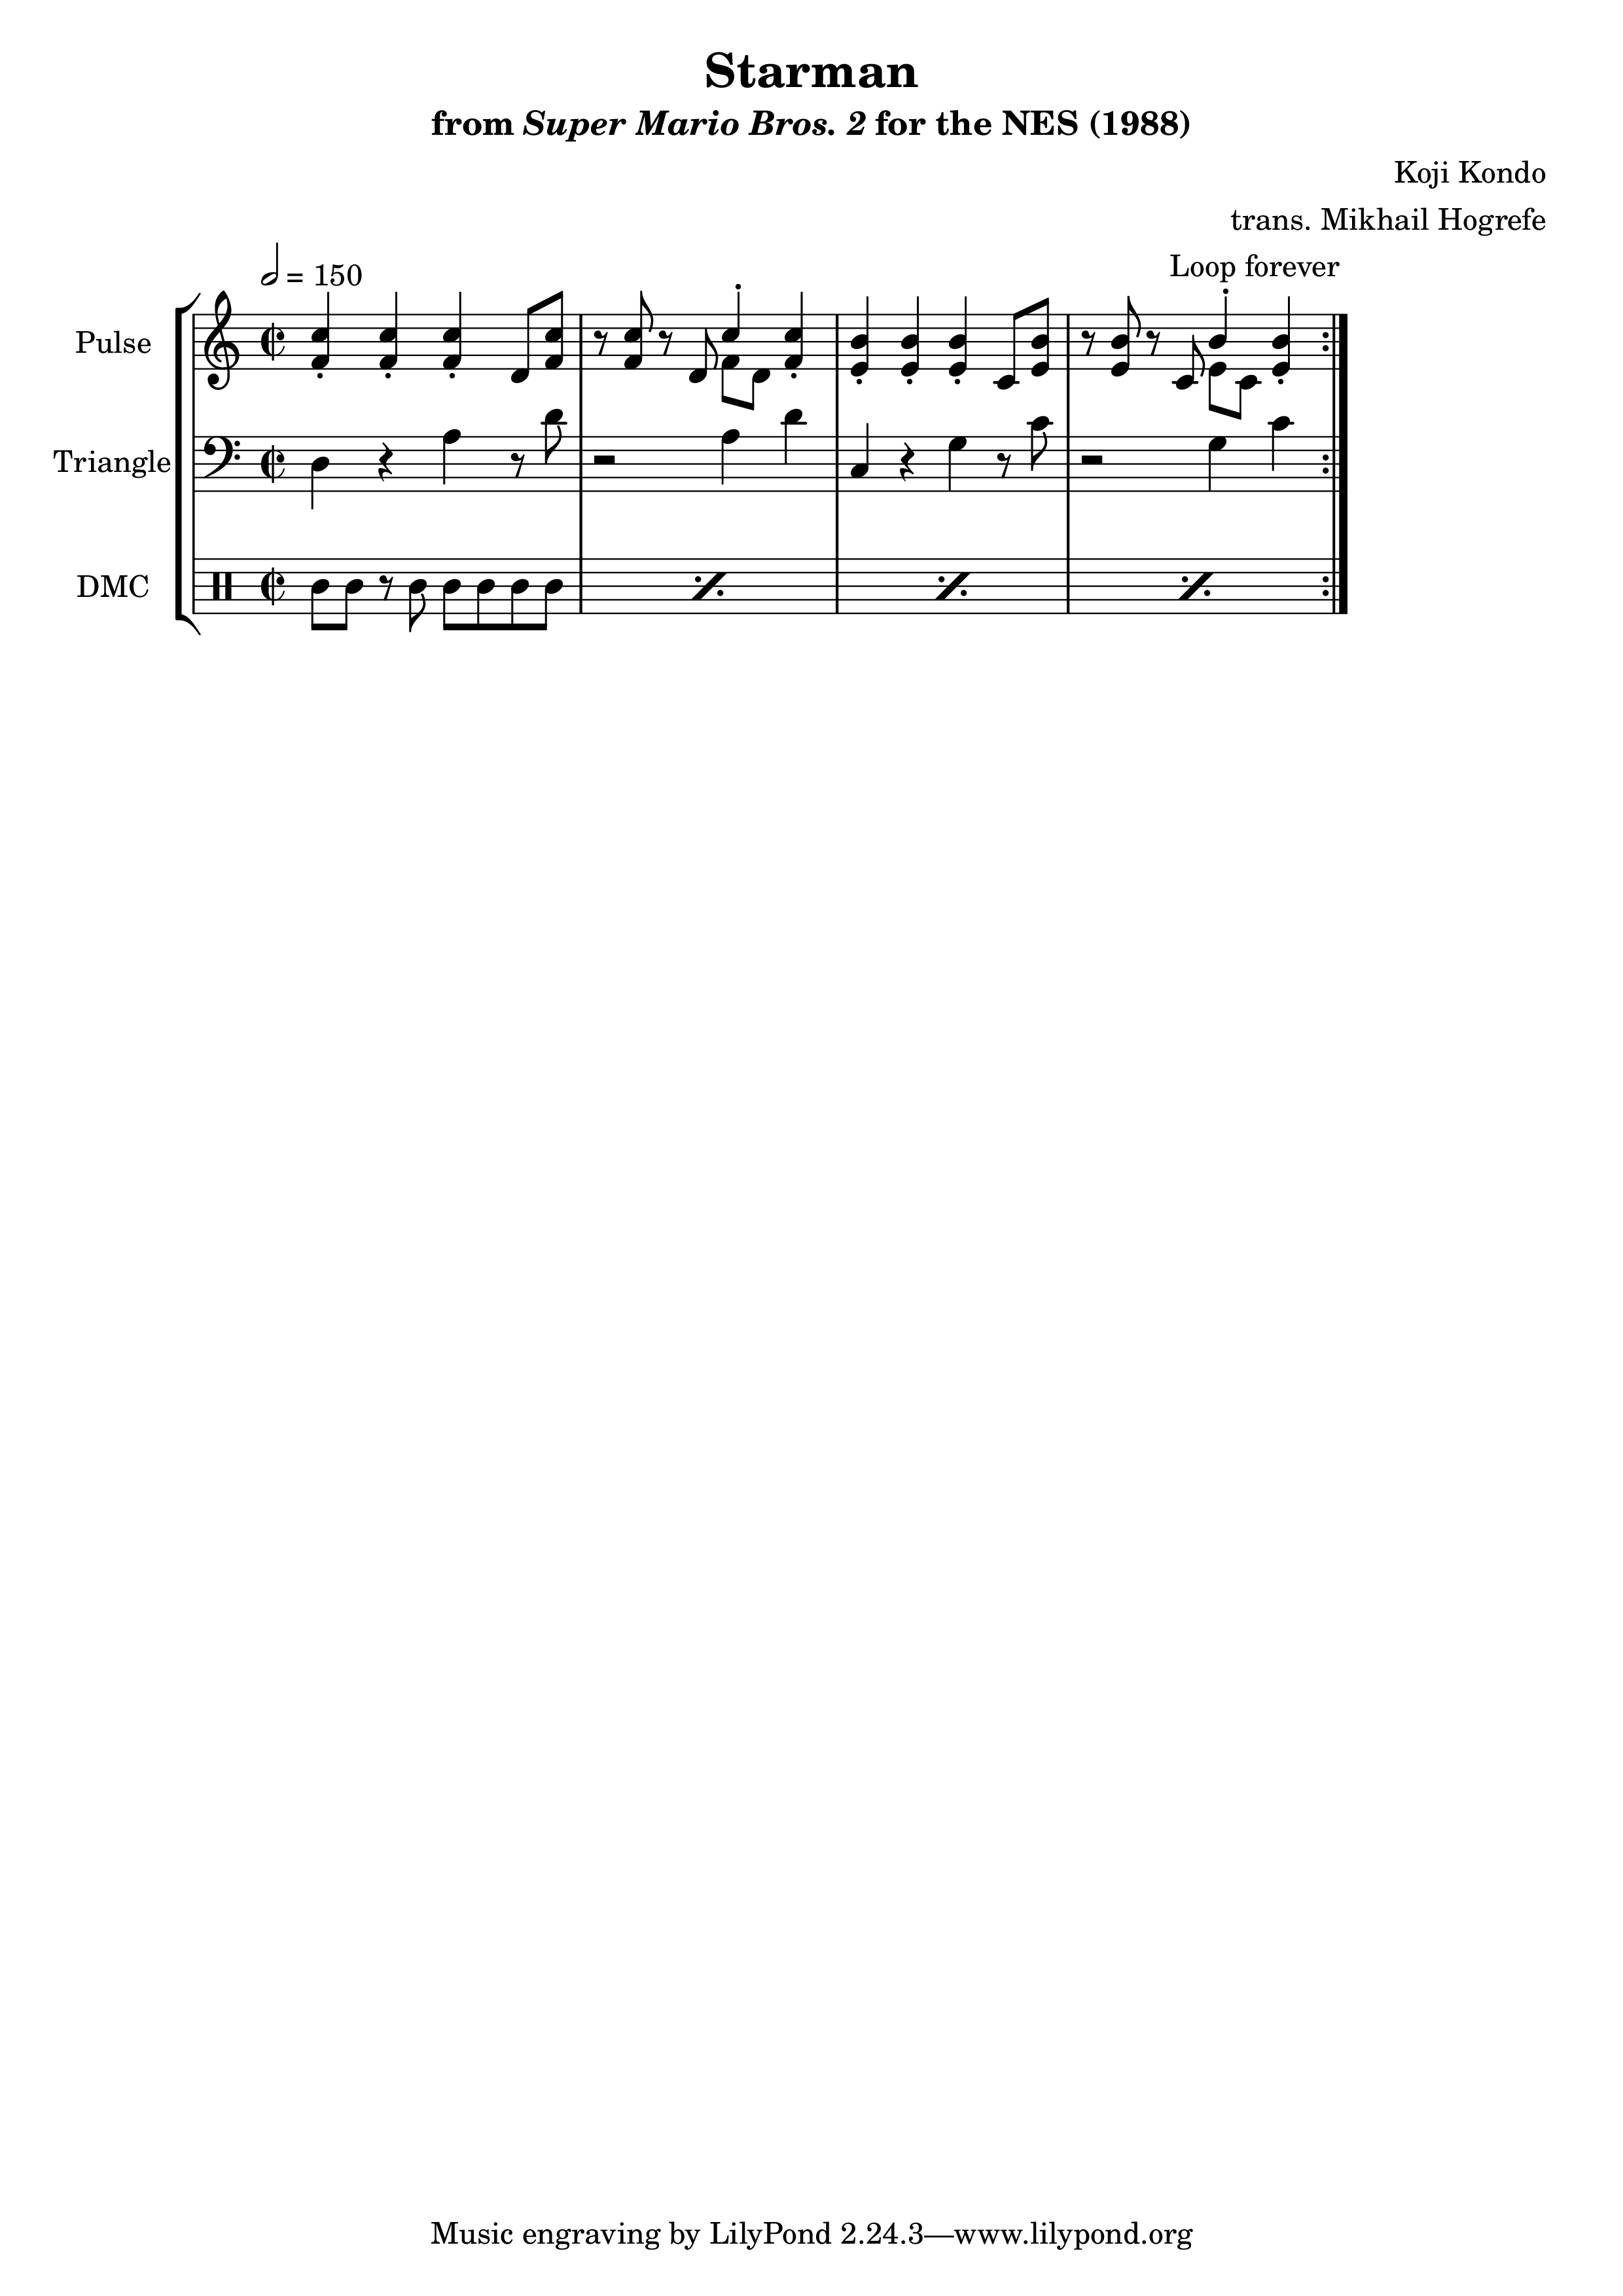 Starman
from Super Mario Bros. 2 for the NES (1988)
Koji Kondo
trans. Mikhail Hogrefe
= 150
Loop forever
Pulse
Triangle
DMC
Music engraving by LilyPond 2.24.3—www.lilypond.org